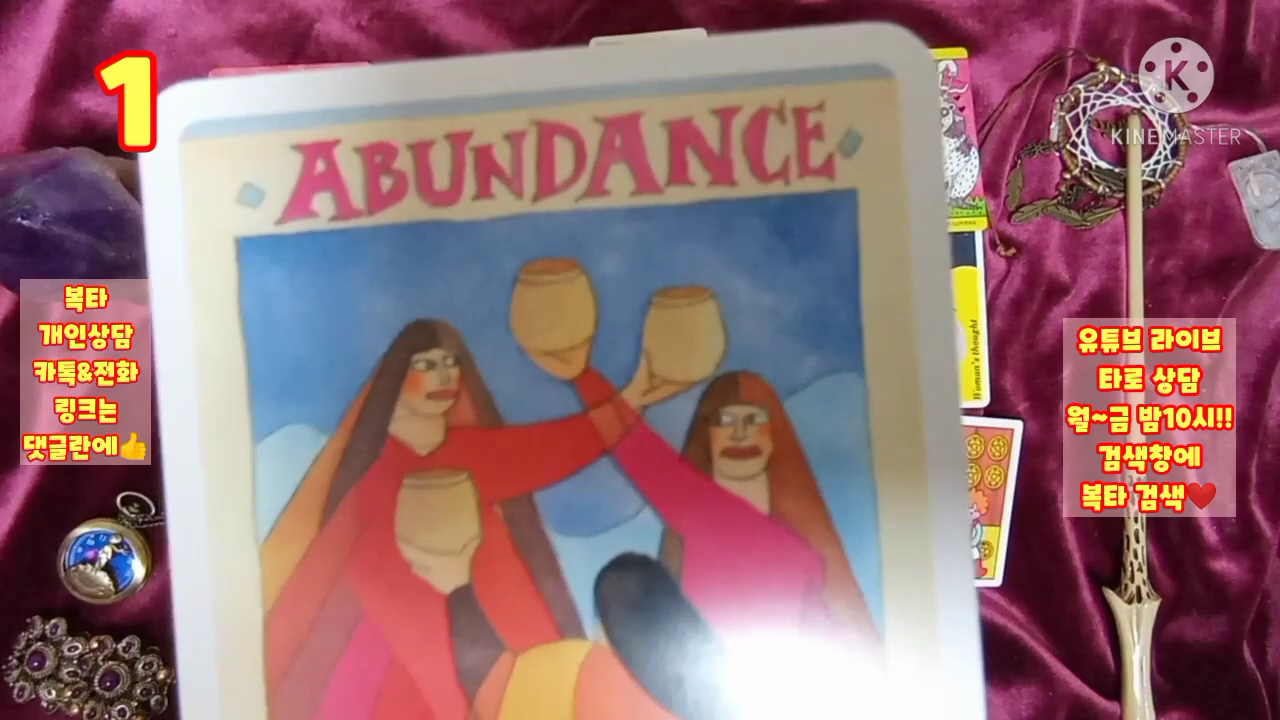 1
ABUNDANCE
K
KINEMASTER
Woman's thought
복타
개인상담
카톡&전화
링크는
댓글란에👍
유튜브 라이브
타로 상담
월~금 밤10시!!
검색창에
복타 검색❤️